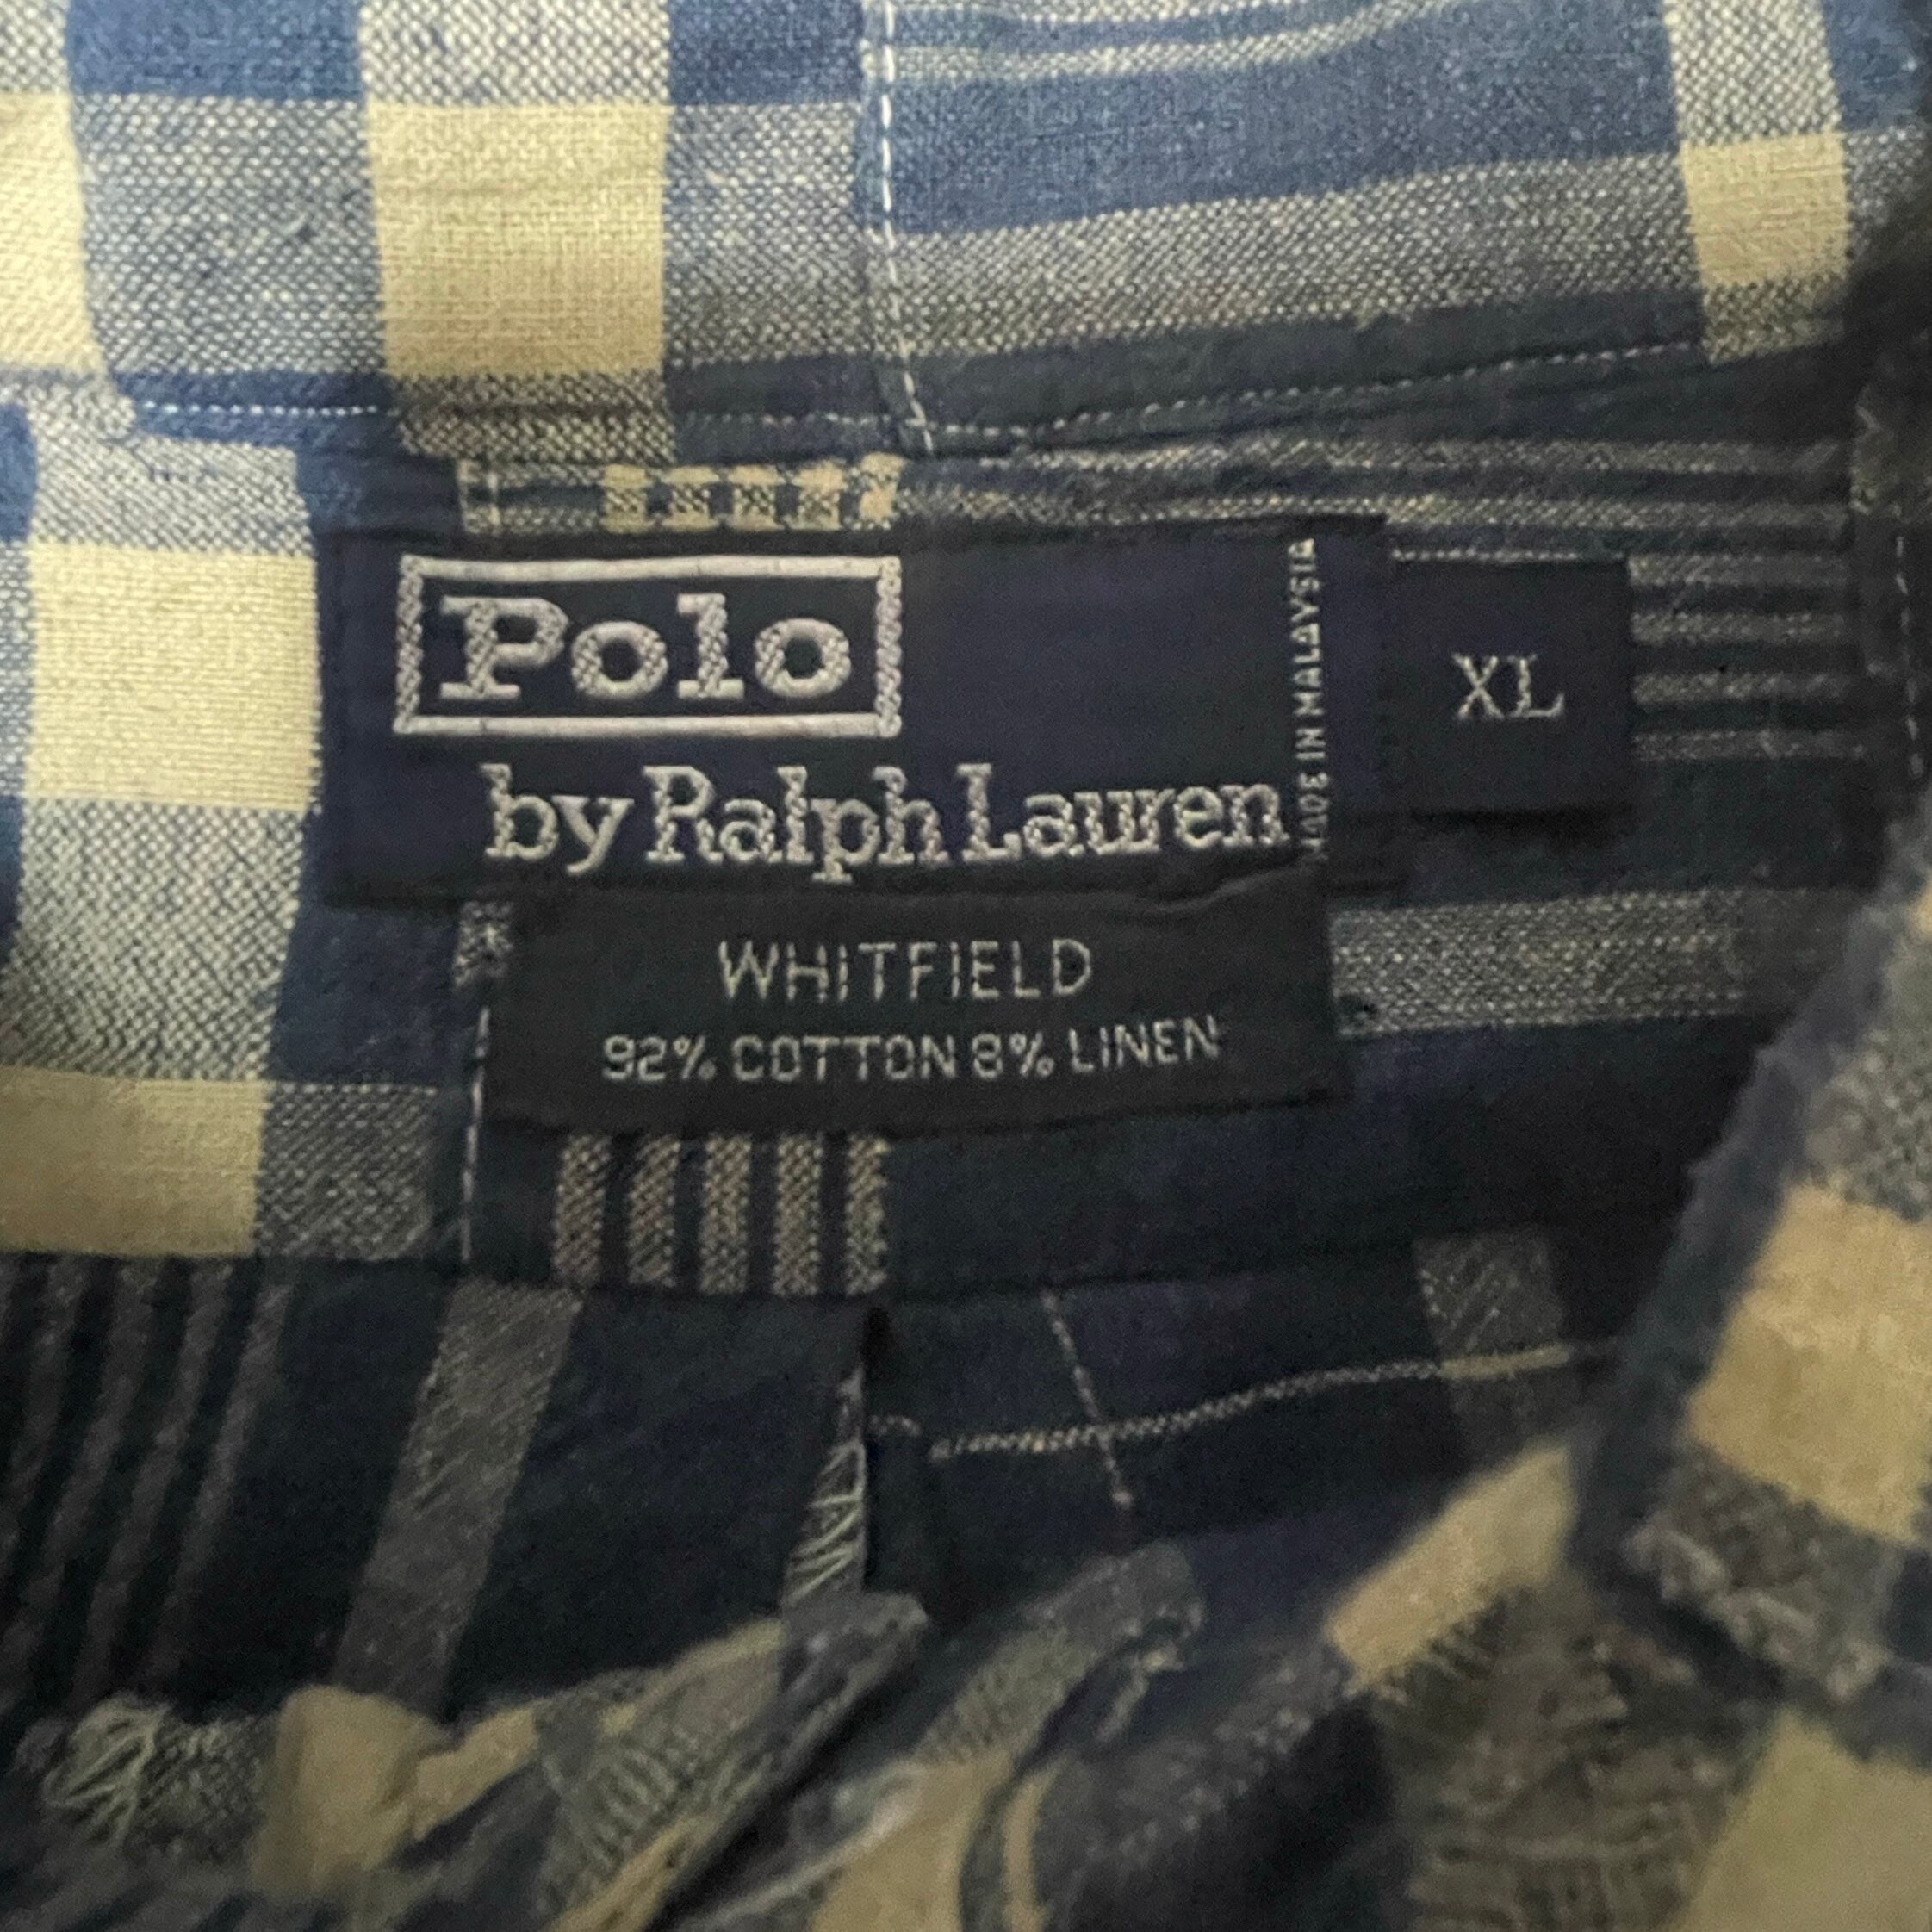 Polo
by Ralph Lauren
MADE IN MALAYSIA
XL
WHITFIELD
92% COTTON 8% LINEN